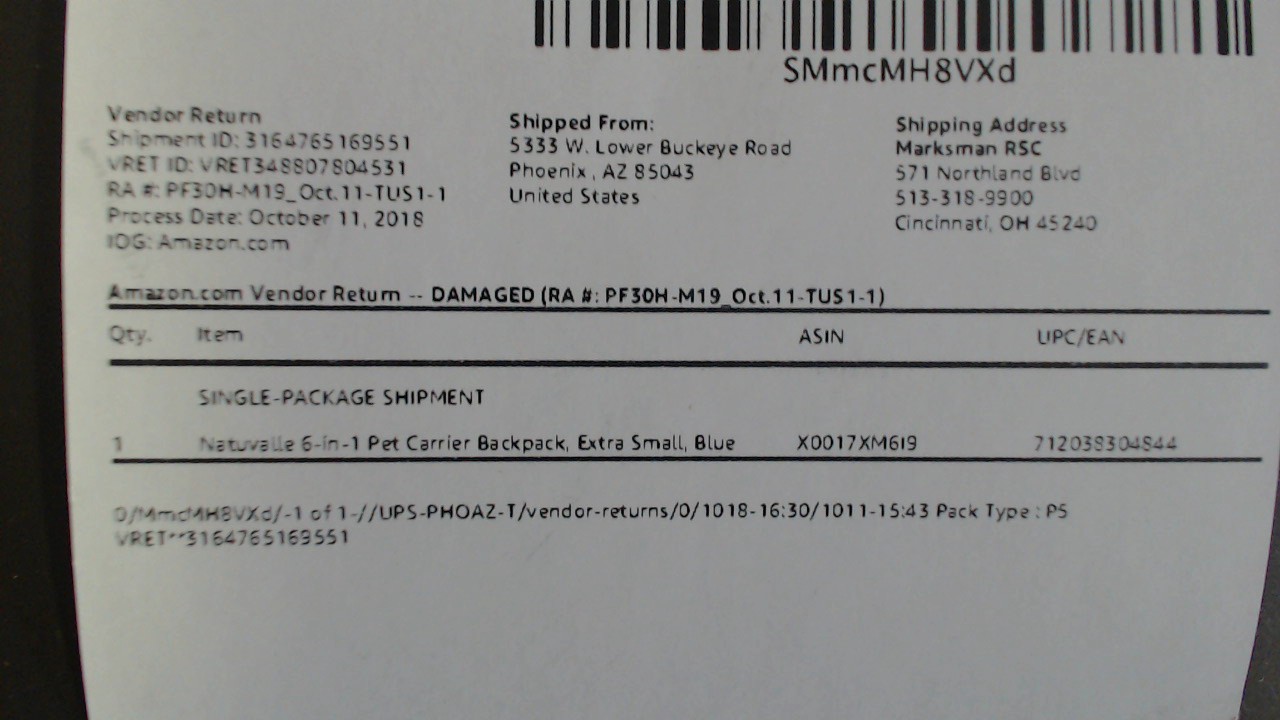 SMmcMH8VXd
Vendor Return
Shipment ID: 3164765169551
VRET ID: VRET348807804531
RA #: PF30H-M19_Oct.11-TUS1-1
Process Date: October 11, 2018
IOG: Amazon.com
Shipped From:
5333 W. Lower Buckeye Road
Phoenix , AZ 85043
United States
Shipping Address
Marksman RSC
571 Northland Blvd
513-318-9900
Cincinnati, OH 45240
Amazon.com Vendor Return -- DAMAGED (RA #: PF30H-M19_Oct.11-TUS1-1)
Qty. Item ASIN UPC/EAN
SINGLE-PACKAGE SHIPMENT
1 Natuvalle 6-in-1 Pet Carrier Backpack, Extra Small, Blue X0017XM6I9 712038304844
0/MmcMH8VXd/-1 of 1-//UPS-PHOAZ-T/vendor-returns/0/1018-16:30/1011-15:43 Pack Type : P5
VRET**3164765169551